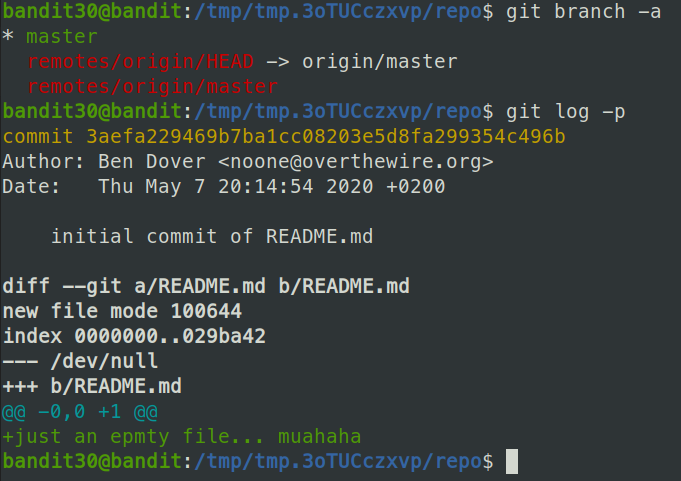 bandit30@bandit:/tmp/tmp.3oTUCczxvp/repo$ git branch -a
* master
  remotes/origin/HEAD -> origin/master
  remotes/origin/master
bandit30@bandit:/tmp/tmp.3oTUCczxvp/repo$ git log -p
commit 3aefa229469b7ba1cc08203e5d8fa299354c496b
Author: Ben Dover <noone@overthewire.org>
Date:   Thu May 7 20:14:54 2020 +0200

    initial commit of README.md

diff --git a/README.md b/README.md
new file mode 100644
index 0000000..029ba42
--- /dev/null
+++ b/README.md
@@ -0,0 +1 @@
+just an epmty file... muahaha
bandit30@bandit:/tmp/tmp.3oTUCczxvp/repo$